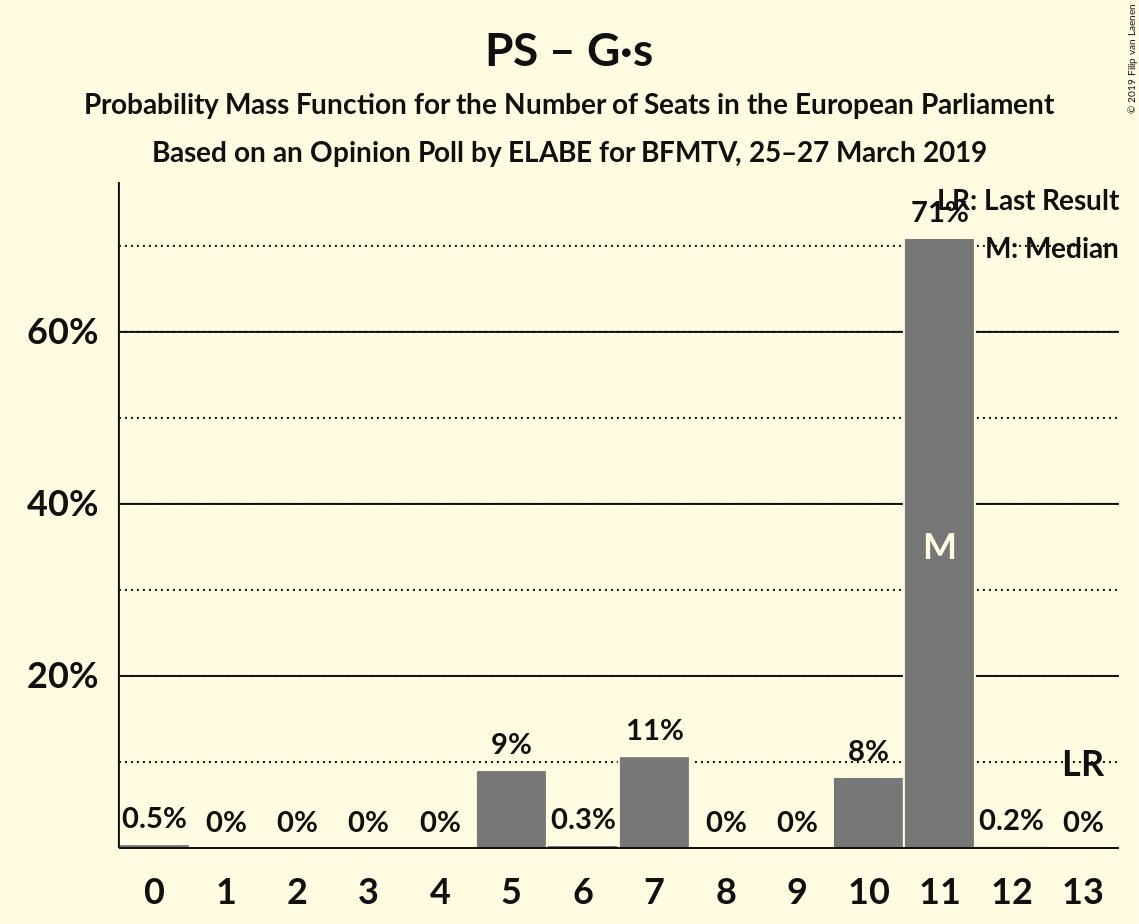 PS – G·s
Probability Mass Function for the Number of Seats in the European Parliament
Based on an Opinion Poll by ELABE for BFMTV, 25–27 March 2019
© 2019 Filip van Laenen
LR: Last Result
M: Median
71%
60%
40%
M
20%
11%
9%
8%
LR
0.5%
0%
0%
0%
0%
0.3%
0%
0%
0.2%
0%
0 1 2 3 4 5 6 7 8 9 10 11 12 13